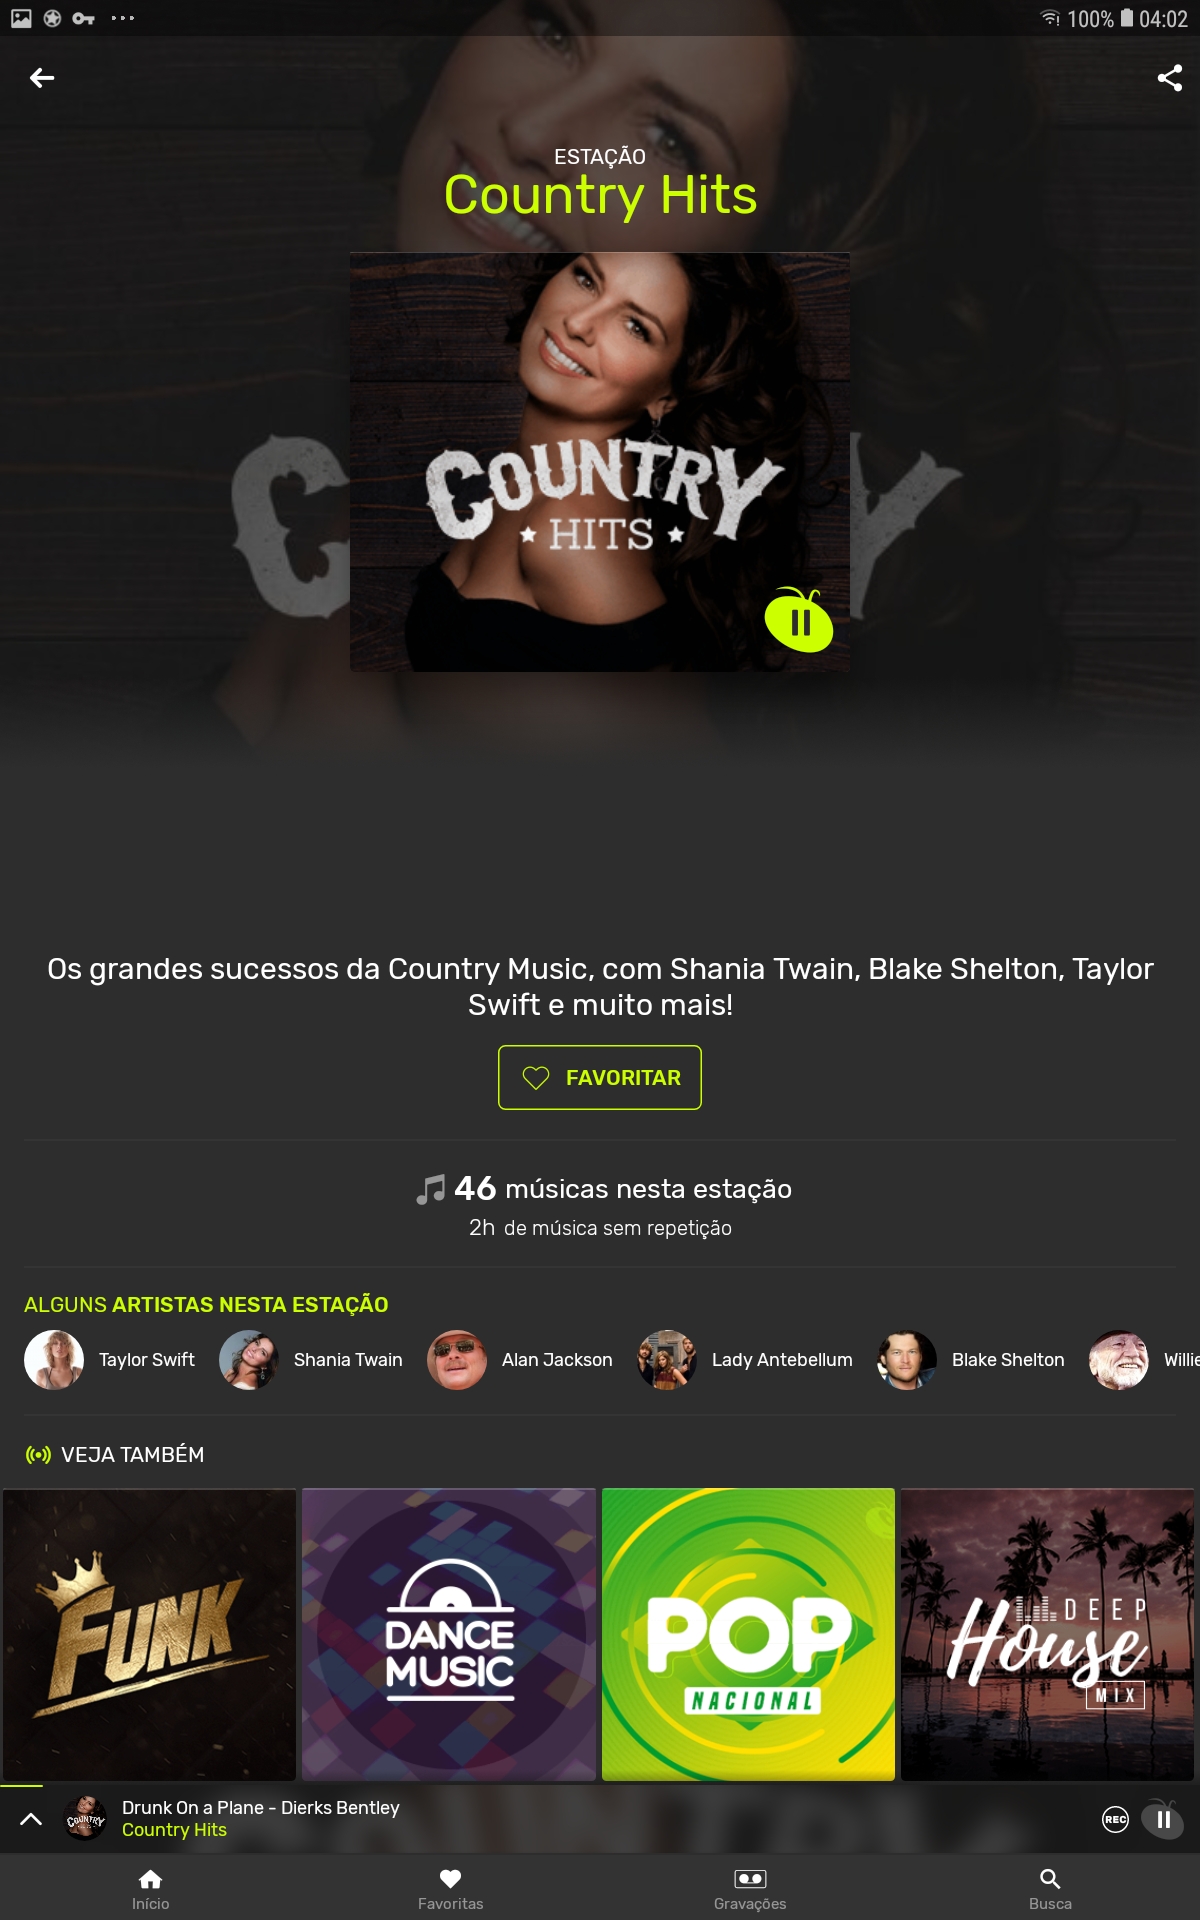 100% 04:02
ESTAÇÃO
Country Hits
COUNTRY
HITS
Os grandes sucessos da Country Music, com Shania Twain, Blake Shelton, Taylor
Swift e muito mais!
FAVORITAR
46 músicas nesta estação
2h de música sem repetição
ALGUNS ARTISTAS NESTA ESTAÇÃO
Taylor Swift Shania Twain Alan Jackson Lady Antebellum Blake Shelton Willie
VEJA TAMBÉM
FUNK
DANCE
MUSIC
POP
NACIONAL
DEEP
House
MIX
COUNTRY
Drunk On a Plane - Dierks Bentley
Country Hits
REC
Início Favoritas Gravações Busca